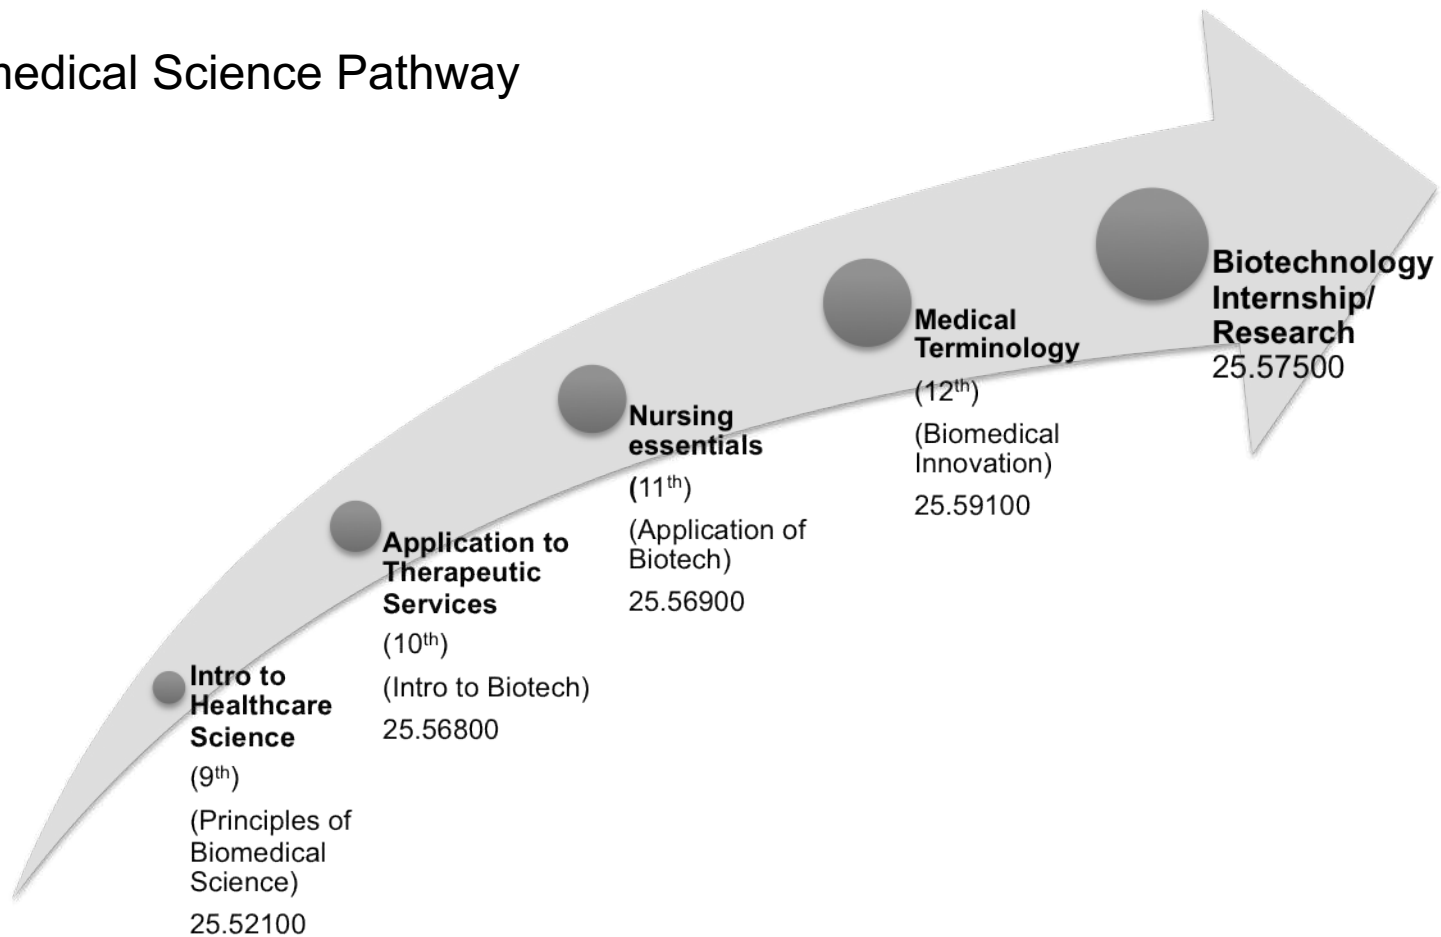 medical Science Pathway
Biotechnology
Internship/
Research
25.57500
Medical
Terminology
(12th)
(Biomedical
Innovation)
25.59100
Nursing
essentials
(11th)
(Application of
Biotech)
25.56900
Application to
Therapeutic
Services
(10th)
(Intro to Biotech)
25.56800
Intro to
Healthcare
Science
(9th)
(Principles of
Biomedical
Science)
25.52100